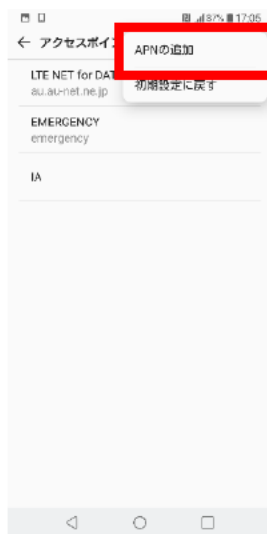 87% 17:05
← アクセスポイン
APNの追加
初期設定に戻す
LTE NET for DAT
au.au-net.ne.jp
EMERGENCY
emergency
IA